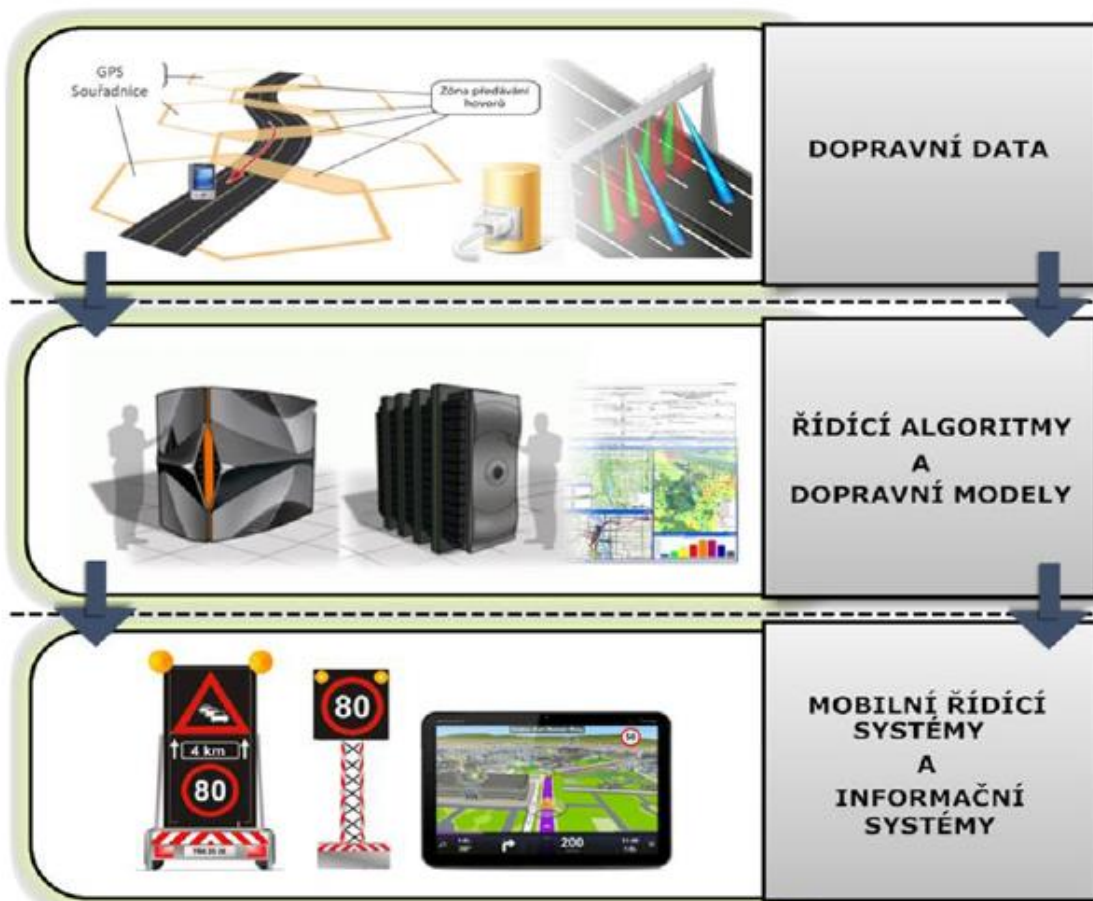 GPS
Souřadnice
Zóna předávání
hovorů
DOPRAVNÍ DATA
ŘÍDÍCÍ ALGORITMY
A
DOPRAVNÍ MODELY
4 km
80
80
50
200
MOBILNÍ ŘÍDÍCÍ
SYSTÉMY
A
INFORMAČNÍ
SYSTÉMY